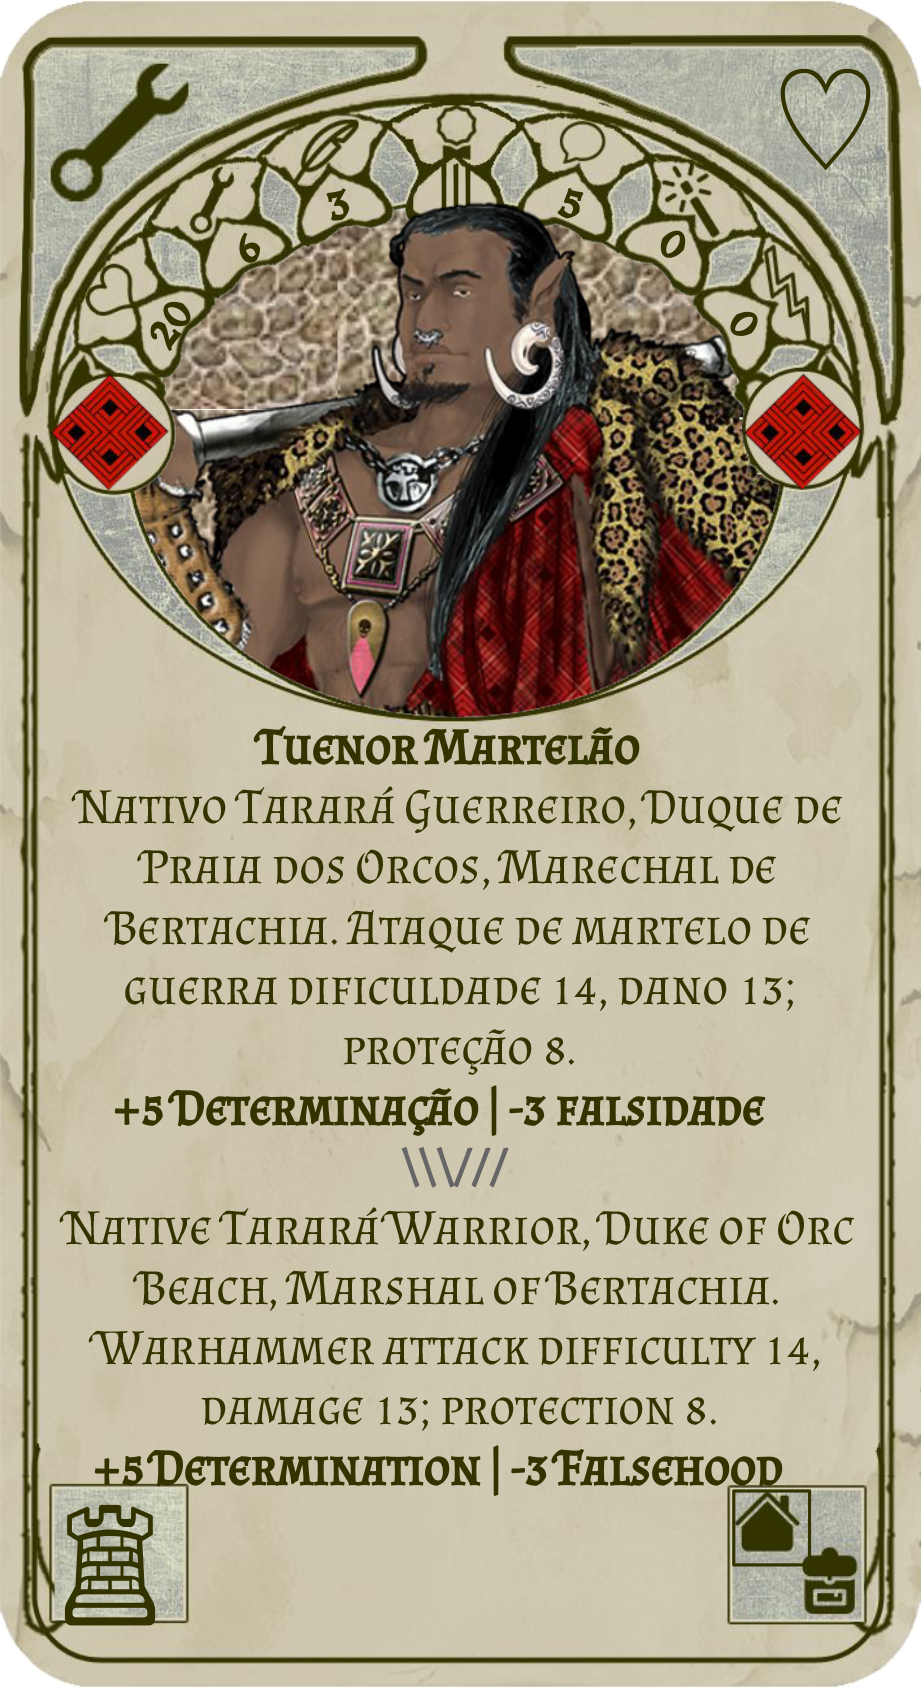 3
5
6
0
20
0
Tuenor Martelão
Nativo Tarará Guerreiro, Duque de
Praia dos Orcos, Marechal de
Bertachia. Ataque de martelo de
guerra dificuldade 14, dano 13;
proteção 8.
+5 Determinação | -3 falsidade
\\\///
Native Tarará Warrior, Duke of Orc
Beach, Marshal of Bertachia.
Warhammer attack difficulty 14,
damage 13; protection 8.
+5 Determination | -3 Falsehood